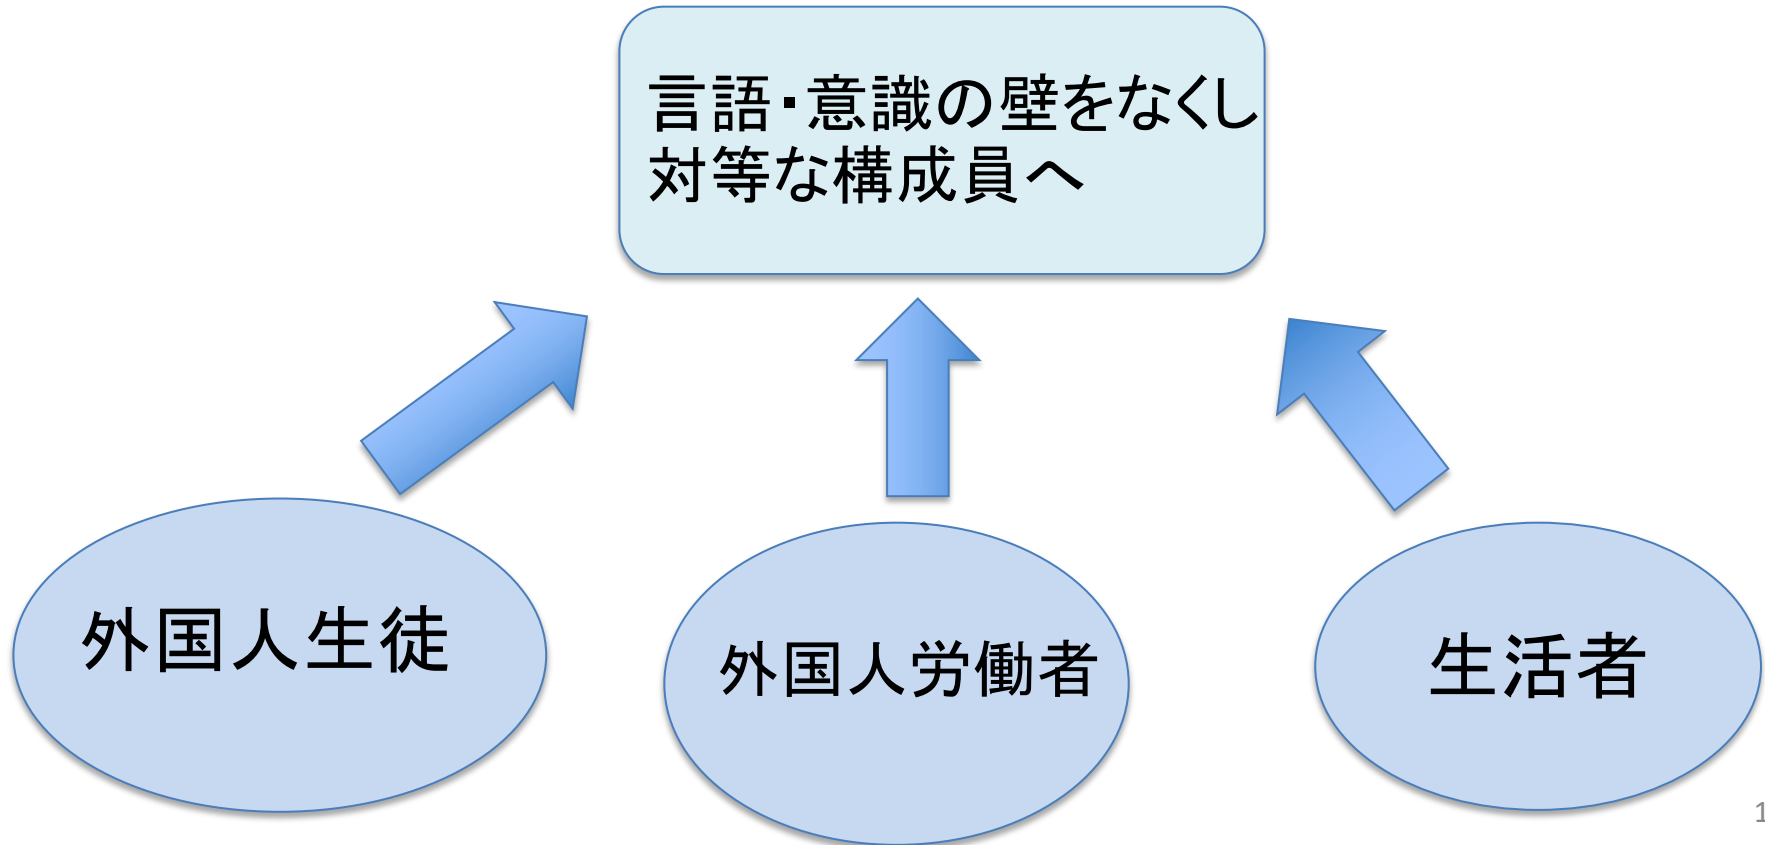 言語・意識の壁をなくし
対等な構成員へ
外国人生徒
外国人労働者
生活者
1